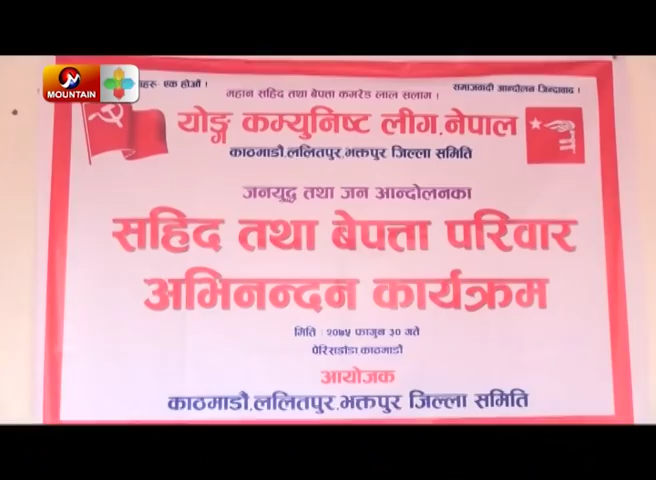 MOUNTAIN
एक होऔं !
समाजवादी आन्दोलन जिन्दावाद !
महान सहिद तथा बेपत्ता कमरेड लाल सलाम !
योङ्ग कम्युनिष्ट लीग,नेपाल
काठमाडौ,ललितपुर,भक्तपुर जिल्ला समिति
जनयुद्ध तथा जन आन्दोलनका
सहिद तथा बेपत्ता परिवार
अभिनन्दन कार्यक्रम
मिति : २०७५ फागुन ३० गते
पेरिसडाँडा काठमाडौ
आयोजक
काठमाडौ,ललितपुर,भक्तपुर जिल्ला समिति